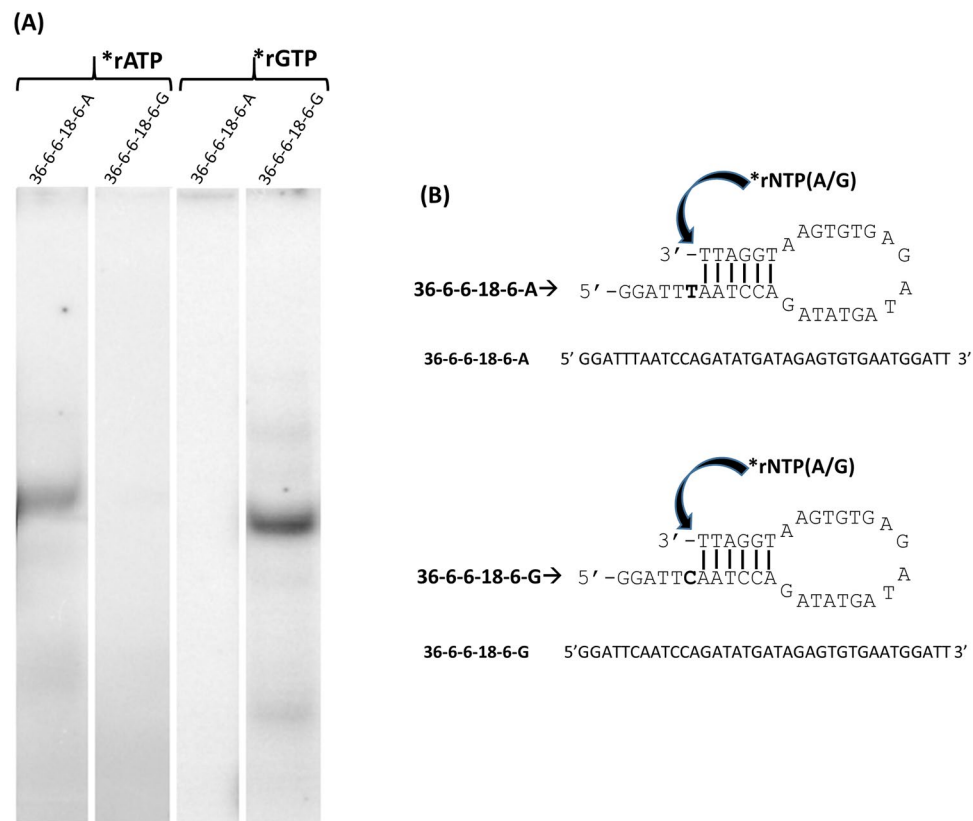 (A)
*rATP
*rGTP
36-6-6-18-6-A
36-6-6-18-6-G
36-6-6-18-6-A
36-6-6-18-6-G
(B)
*rNTP(A/G)
3’ –TTAGGT
A
AGTGTG
A
G
A
T
36-6-6-18-6-A→ 5’ –GGATTTAATCCA
G
ATATGA
36-6-6-18-6-A 5’ GGATTTAATCCAGATATGATAGAGTGTGAATGGATT 3’
*rNTP(A/G)
3’ –TTAGGT
A
AGTGTG
A
G
A
T
36-6-6-18-6-G→ 5’ –GGATTCAATCCA
G
ATATGA
36-6-6-18-6-G 5’GGATTCAATCCAGATATGATAGAGTGTGAATGGATT 3’